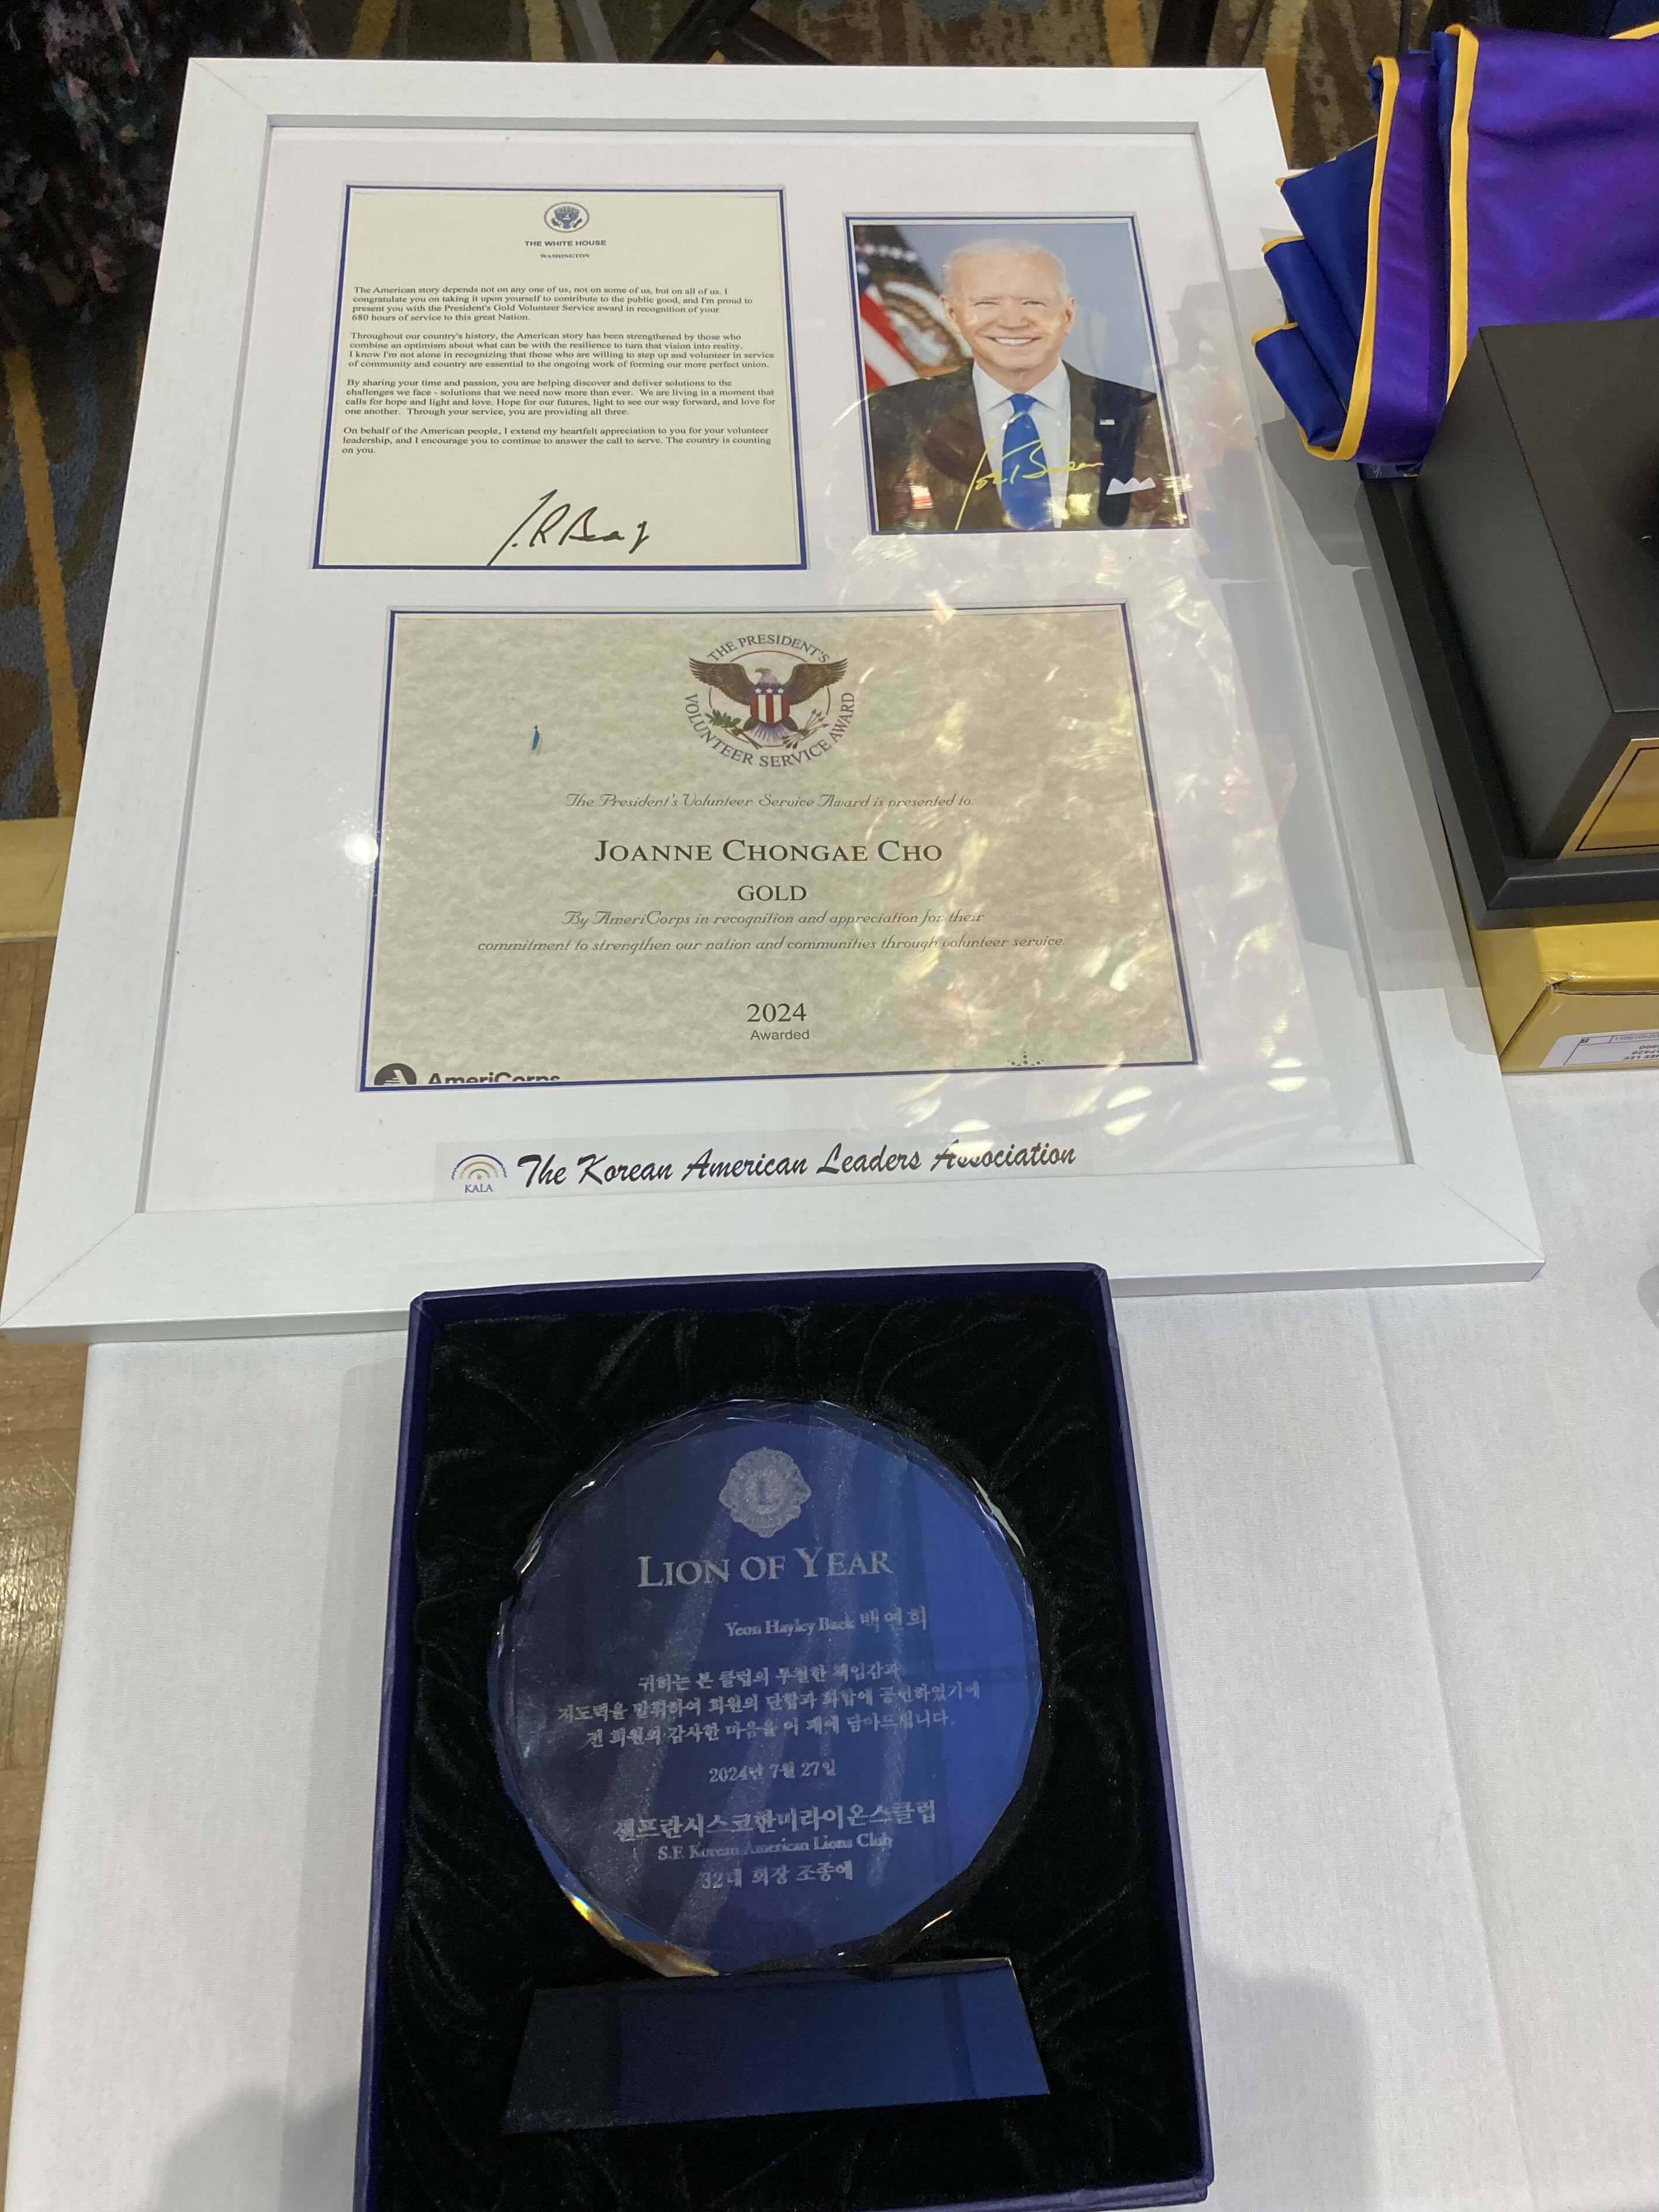 THE WHITE HOUSE
WASHINGTON
The American story depends not on any one of us, not on some of us, but on all of us. I
congratulate you on taking it upon yourself to contribute to the public good, and I'm proud to
present you with the President's Gold Volunteer Service award in recognition of your
680 hours of service to this great Nation.
Throughout our country's history, the American story has been strengthened by those who
combine an optimism about what can be with the resilience to turn that vision into reality.
I know I'm not alone in recognizing that those who are willing to step up and volunteer in service
of community and country are essential to the ongoing work of forming our more perfect union.
By sharing your time and passion, you are helping discover and deliver solutions to the
challenges we face - solutions that we need now more than ever. We are living in a moment that
calls for hope and light and love. Hope for our futures, light to see our way forward, and love for
one another. Through your service, you are providing all three.
On behalf of the American people, I extend my heartfelt appreciation to you for your volunteer
leadership, and I encourage you to continue to answer the call to serve. The country is counting
on you.
Joe Biden
THE PRESIDENT'S
VOLUNTEER SERVICE AWARD
The President's Volunteer Service Award is presented to:
JOANNE CHONGAE CHO
GOLD
By AmeriCorps in recognition and appreciation for their
commitment to strengthen our nation and communities through volunteer service.
2024
Awarded
AmeriCorps
KALA
The Korean American Leaders Association
L
LION OF YEAR
Yeon Hayley Baek 백연희
귀하는 본 클럽의 투철한 책임감과
지도력을 발휘하여 회원의 단합과 화합에 공헌하였기에
전 회원의 감사한 마음을 이 패에 담아드립니다.
2024년 7월 27일
샌프란시스코한미라이온스클럽
S.F. Korean American Lions Club
32대 회장 조종애